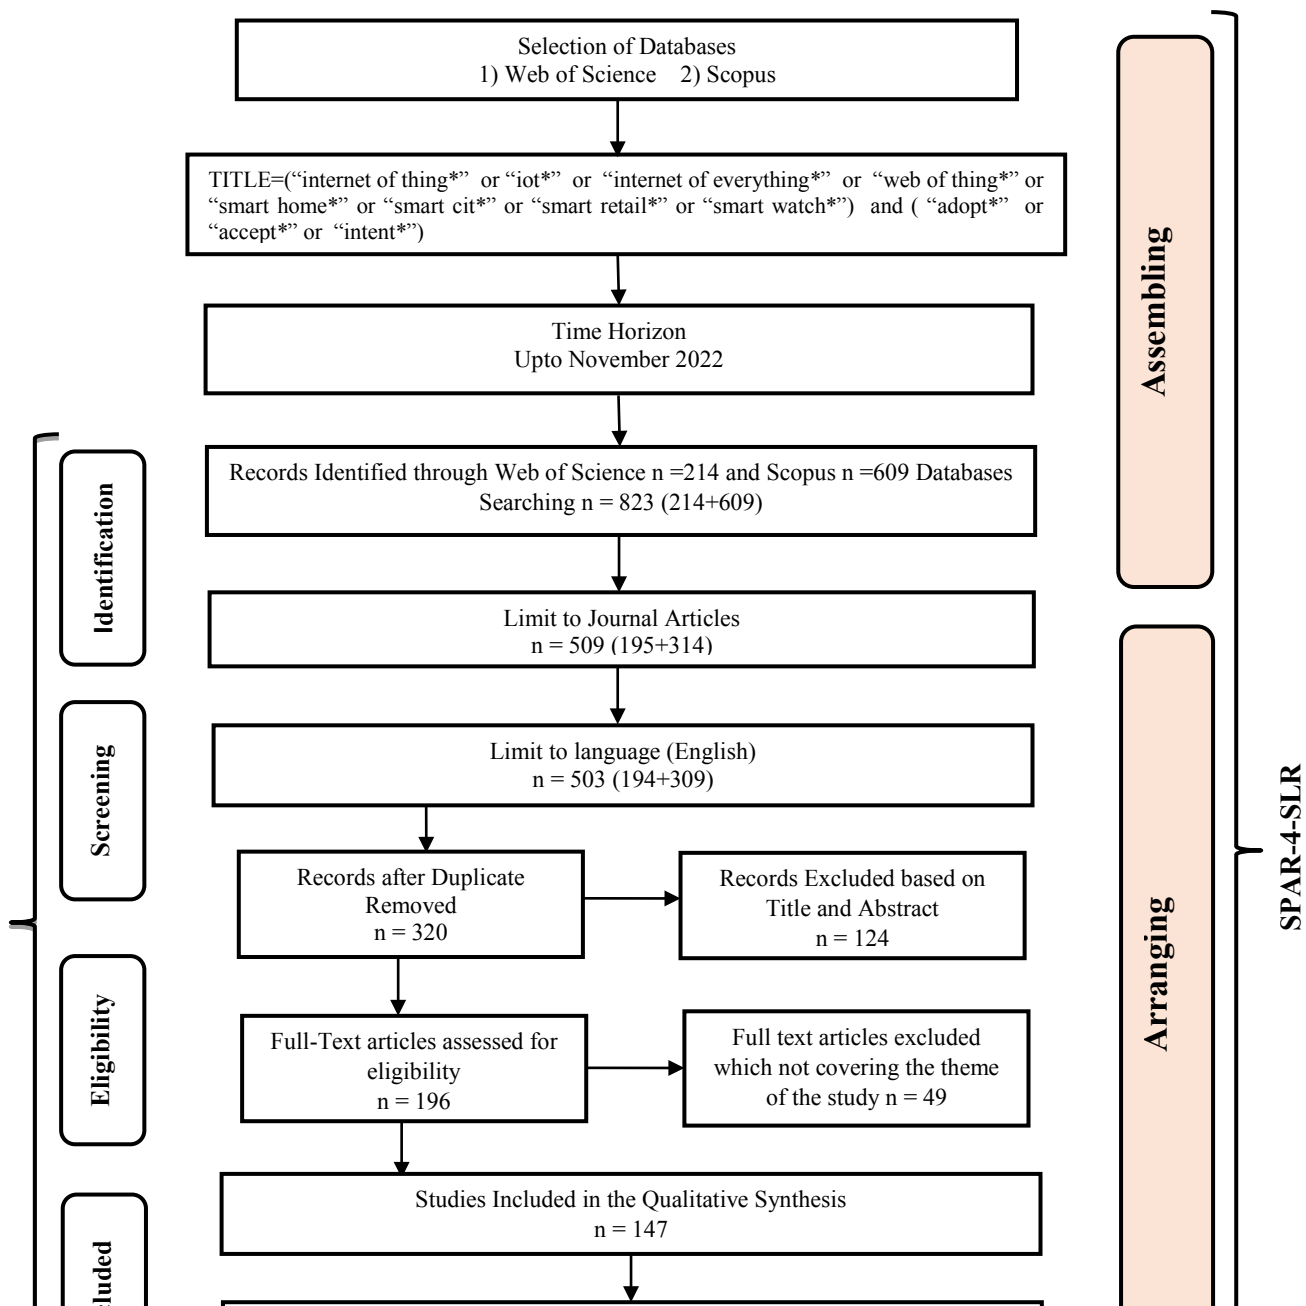 Selection of Databases
1) Web of Science 2) Scopus
TITLE=(“internet of thing*” or “iot*” or “internet of everything*” or “web of thing*” or
“smart home*” or “smart cit*” or “smart retail*” or “smart watch*”) and ( “adopt*” or
“accept*” or “intent*”)
Time Horizon
Upto November 2022
Records Identified through Web of Science n =214 and Scopus n =609 Databases
Searching n = 823 (214+609)
Limit to Journal Articles
n = 509 (195+314)
Limit to language (English)
n = 503 (194+309)
Records after Duplicate
Removed
n = 320
Records Excluded based on
Title and Abstract
n = 124
Full-Text articles assessed for
eligibility
n = 196
Full text articles excluded
which not covering the theme
of the study n = 49
Studies Included in the Qualitative Synthesis
n = 147
Identification
Screening
Eligibility
cluded
Assembling
Arranging
SPAR-4-SLR